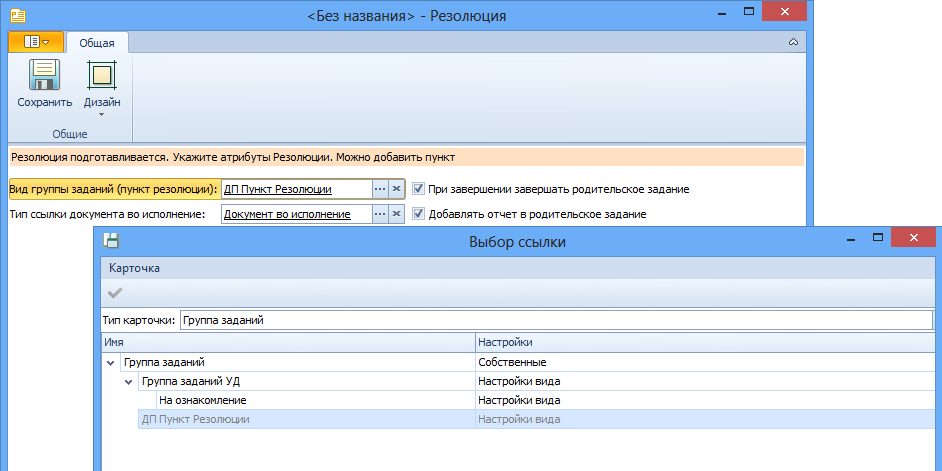 <Без названия> - Резолюция
Общая
Сохранить Дизайн
Общие
Резолюция подготавливается. Укажите атрибуты Резолюции. Можно добавить пункт
Вид группы заданий (пункт резолюции): ДП Пункт Резолюции ... При завершении завершать родительское задание
Тип ссылки документа во исполнение: Документ во исполнение ... Добавлять отчет в родительское задание
Выбор ссылки
Карточка
Тип карточки: Группа заданий
Имя Настройки
Группа заданий Собственные
Группа заданий УД Настройки вида
На ознакомление Настройки вида
ДП Пункт Резолюции Настройки вида